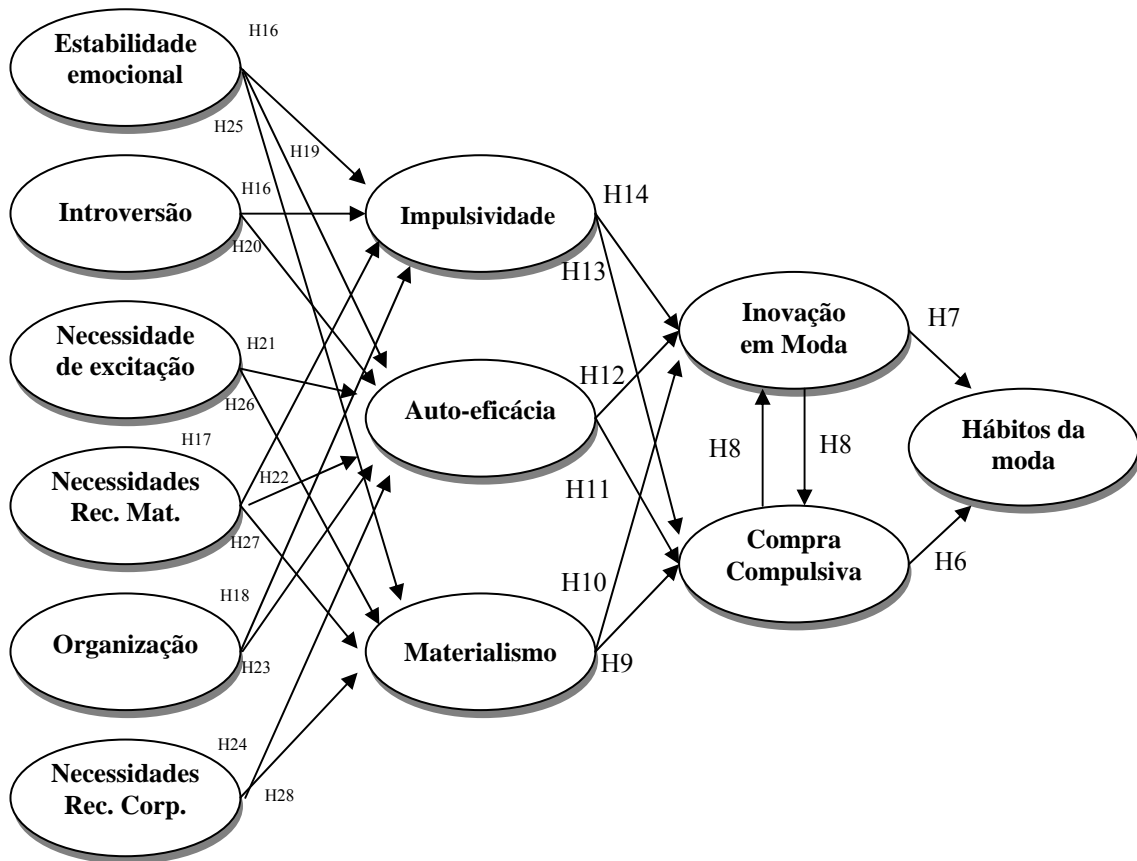 Estabilidade
emocional
H16
H25
H19
Introversão
H16
H20
Impulsividade
H14
H13
Necessidade
de excitação
H21
H26
Inovação
em Moda
H7
Auto-eficácia
H12
H11
H8
H8
Hábitos da
moda
H17
Necessidades
Rec. Mat.
H22
H27
Compra
Compulsiva
H6
H18
Organização
H23
Materialismo
H10
H9
H24
Necessidades
Rec. Corp.
H28